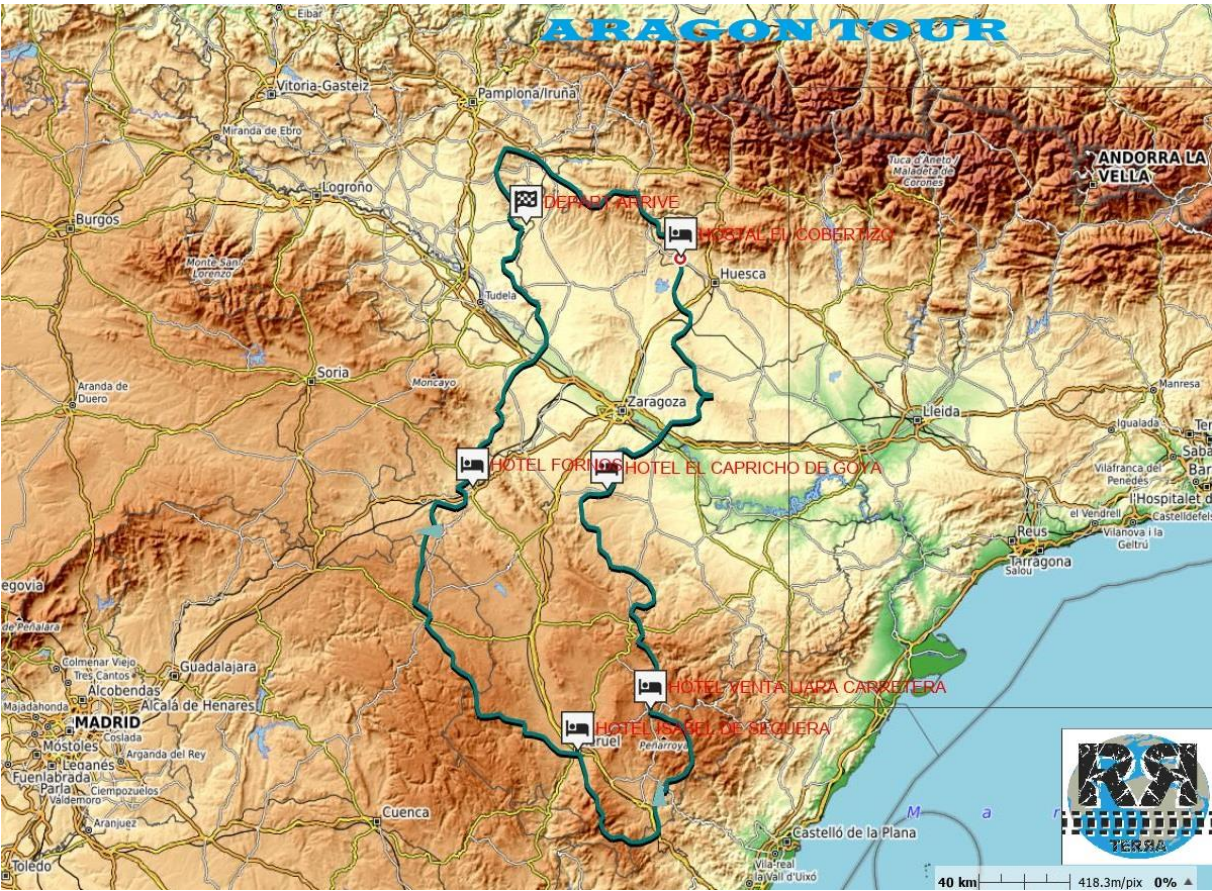 ARAGON TOUR
Eibar
Vitoria-Gasteiz
Pamplona/Iruña
Miranda de Ebro
Logroño
Burgos
Monte San
Lorenzo
Tuca d'Aneto /
Maladeta de
Corones
ANDORRA LA
VELLA
DEPART ARRIVE
HOSTAL EL COBERTIZO
Huesca
Tudela
Soria
Moncayo
Aranda de
Duero
Zaragoza
Lleida
Manresa
Igualada
Ter
Saba
Bar
Vilafranca del
Penedès
l'Hospitalet d
el Vendrell
Castelldefels
Vilanova i la
Geltrú
HOTEL FORNOS
HOTEL EL CAPRICHO DE GOYA
Reus
Tarragona
Salou
egovia
de Peñalara
Colmenar Viejo
Tres Cantos
Guadalajara
Alcobendas
Majadahonda
Alcalá de Henares
MADRID
Coslada
Móstoles
Arganda del Rey
Leganés
Fuenlabrada
Parla
Ciempozuelos
Valdemoro
Aranjuez
Toledo
Cuenca
HOTEL VENTA LIARA CARRETERA
HOTEL ISABEL DE SEGUERA
eruel
Peñarroya
Castelló de la Plana
Vila-real
la Vall d'Uixó
M a r
RR
TERRA
40 km
418.3m/pix 0%